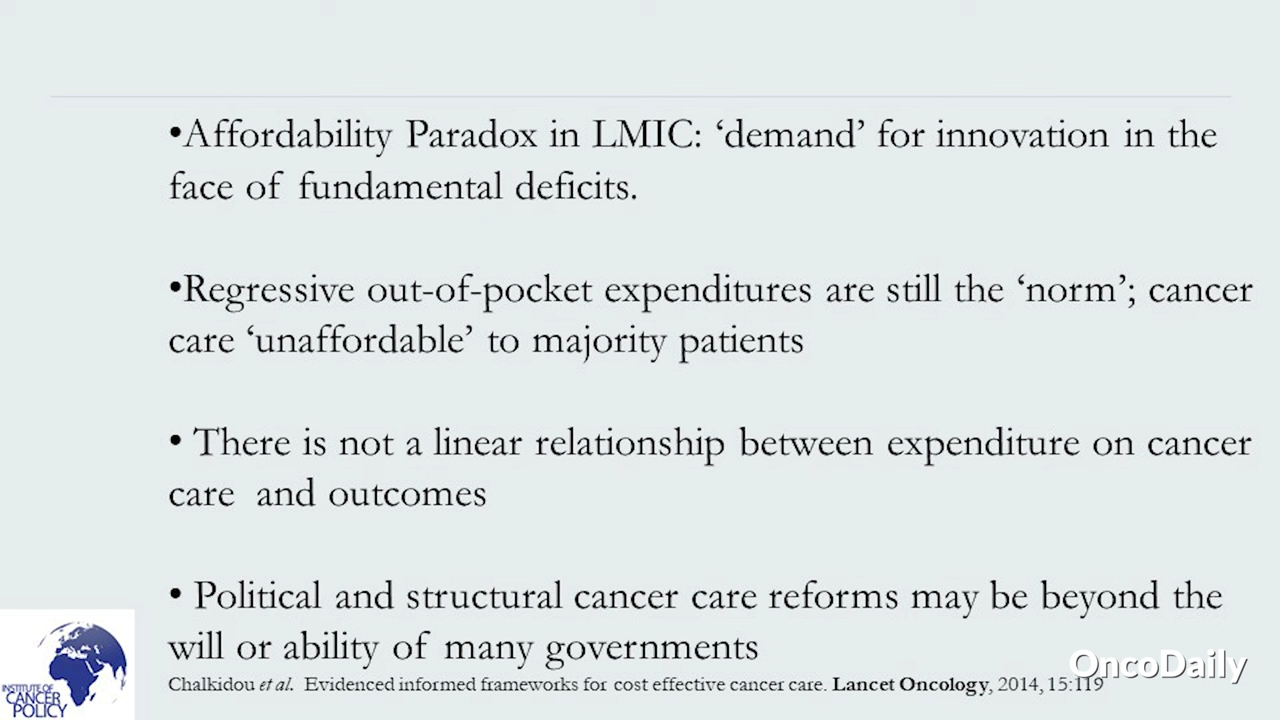 •Affordability Paradox in LMIC: ‘demand’ for innovation in the
face of fundamental deficits.
•Regressive out-of-pocket expenditures are still the ‘norm’; cancer
care ‘unaffordable’ to majority patients
• There is not a linear relationship between expenditure on cancer
care and outcomes
• Political and structural cancer care reforms may be beyond the
will or ability of many governments
Chalkidou et al. Evidenced informed frameworks for cost effective cancer care. Lancet Oncology, 2014, 15:119
OncoDaily
INSTITUTE OF
CANCER
POLICY